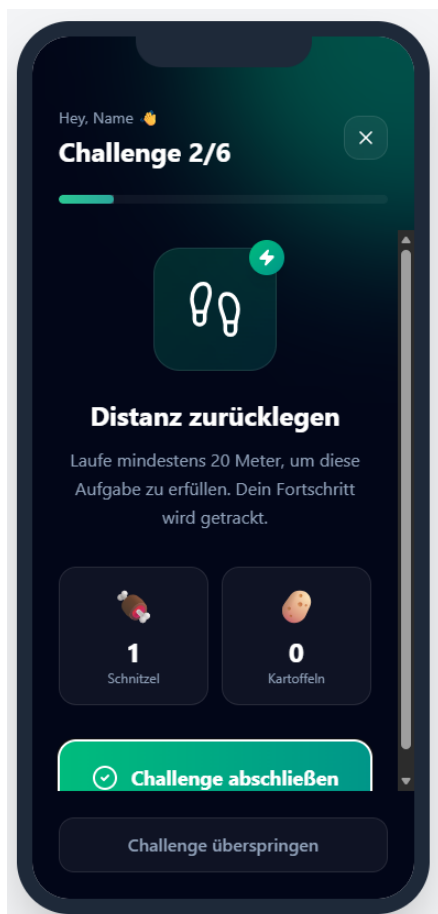 Hey, Name 👋
Challenge 2/6
Distanz zurücklegen
Laufe mindestens 20 Meter, um diese
Aufgabe zu erfüllen. Dein Fortschritt
wird getrackt.
1
Schnitzel
0
Kartoffeln
Challenge abschließen
Challenge überspringen